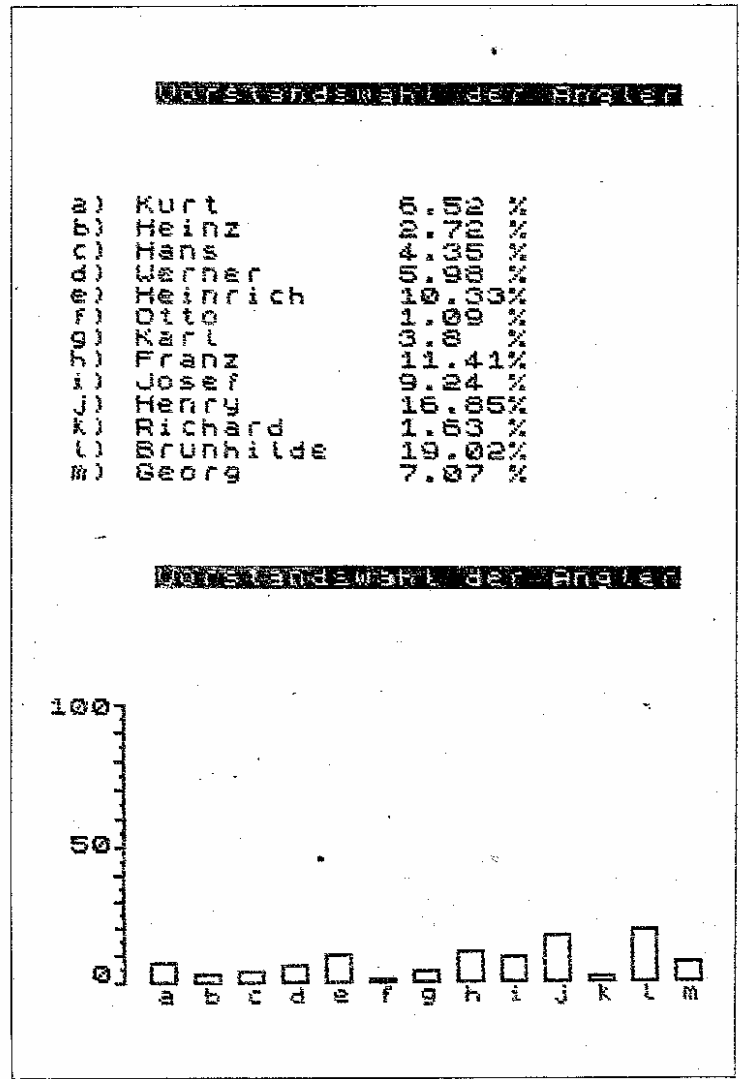 Vorstandswahl der Angler
a) Kurt 6.52 %
b) Heinz 2.72 %
c) Hans 4.35 %
d) Werner 5.98 %
e) Heinrich 10.33%
f) Otto 1.09 %
g) Karl 3.8 %
h) Franz 11.41%
i) Josef 9.24 %
j) Henry 16.85%
k) Richard 1.63 %
l) Brunhilde 19.02%
m) Georg 7.07 %
Vorstandswahl der Angler
100
50
0
a b c d e f g h i j k l m